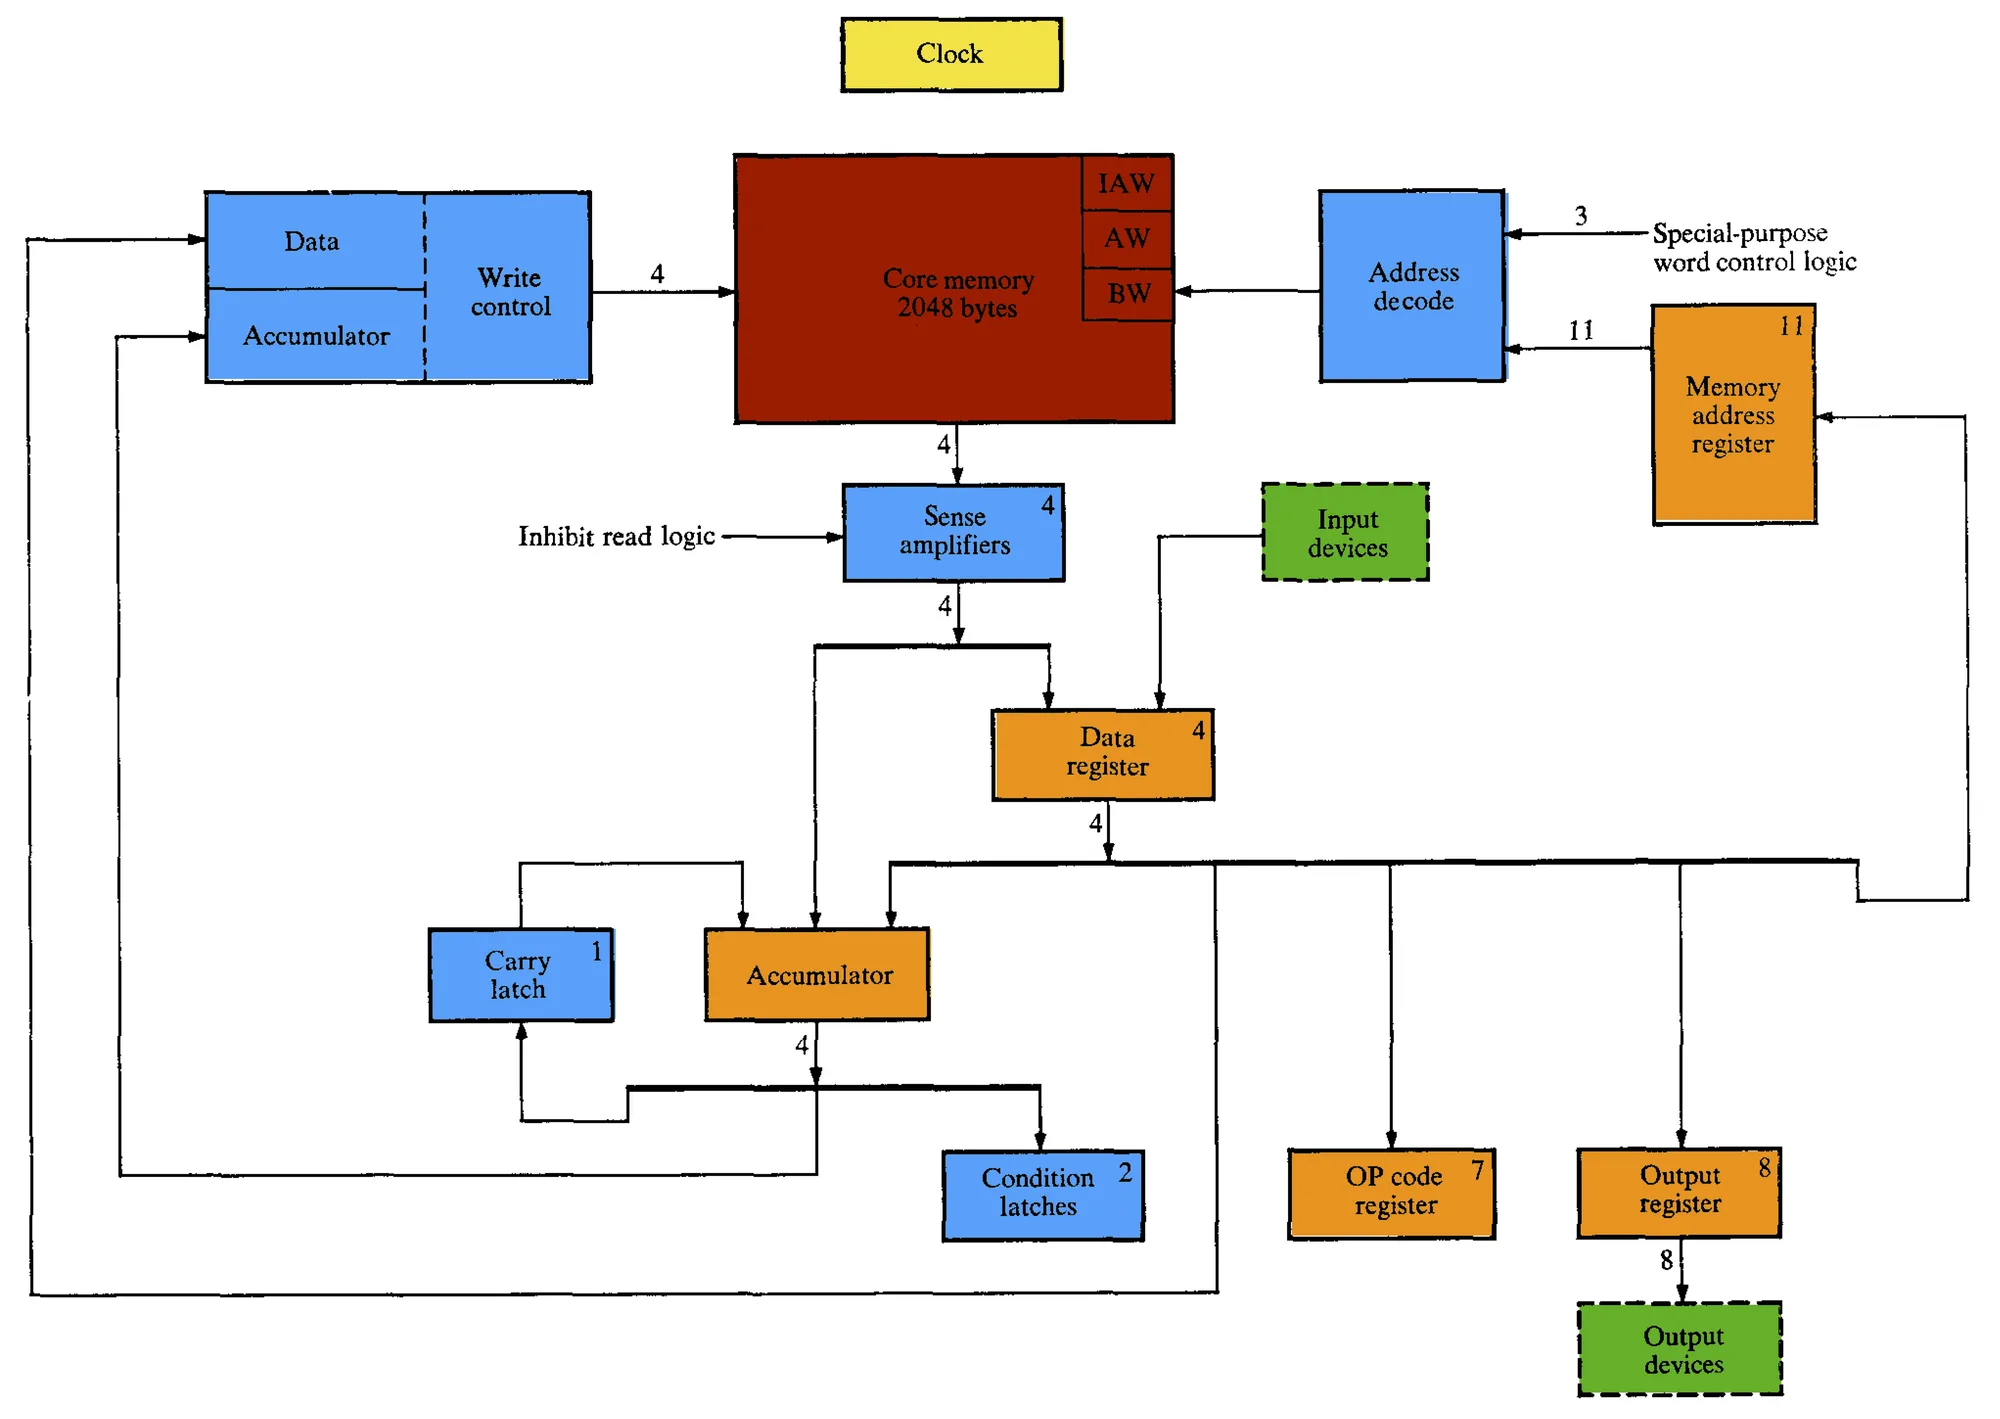 Clock
IAW
AW
BW
Core memory
2048 bytes
Data
Accumulator
Write
control
4
Address
decode
3
Special-purpose
word control logic
11
11
Memory
address
register
4
Inhibit read logic
Sense
amplifiers
4
Input
devices
4
Data
register
4
4
Carry
latch
1
Accumulator
4
Condition
latches
2
OP code
register
7
Output
register
8
8
Output
devices